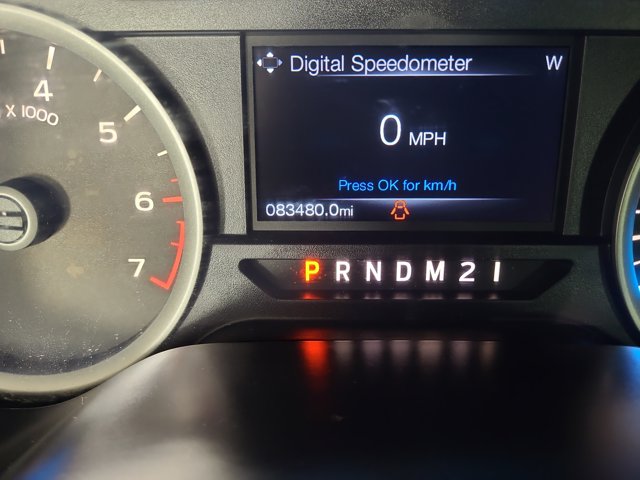 4
X 1000
5
6
7
Digital Speedometer W
0 MPH
Press OK for km/h
083480.0mi
P R N D M 2 1